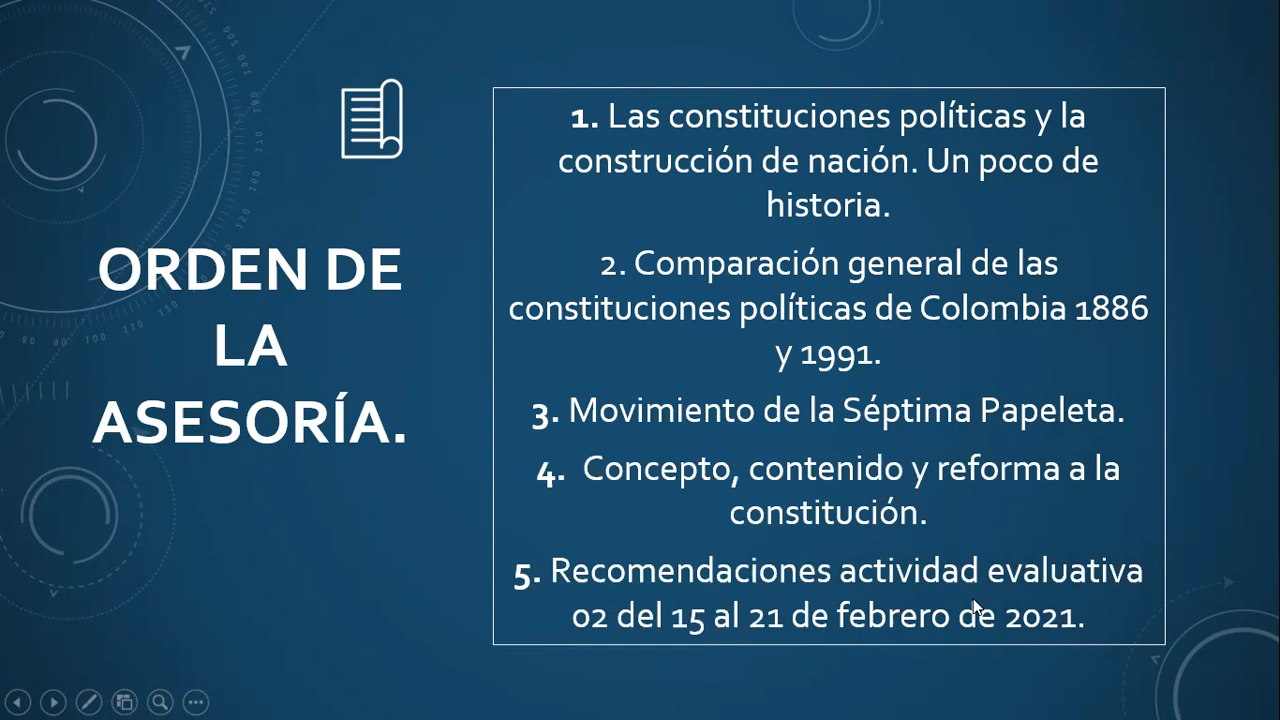 ORDEN DE
LA
ASESORÍA.
1. Las constituciones políticas y la
construcción de nación. Un poco de
historia.
2. Comparación general de las
constituciones políticas de Colombia 1886
y 1991.
3. Movimiento de la Séptima Papeleta.
4. Concepto, contenido y reforma a la
constitución.
5. Recomendaciones actividad evaluativa
02 del 15 al 21 de febrero de 2021.